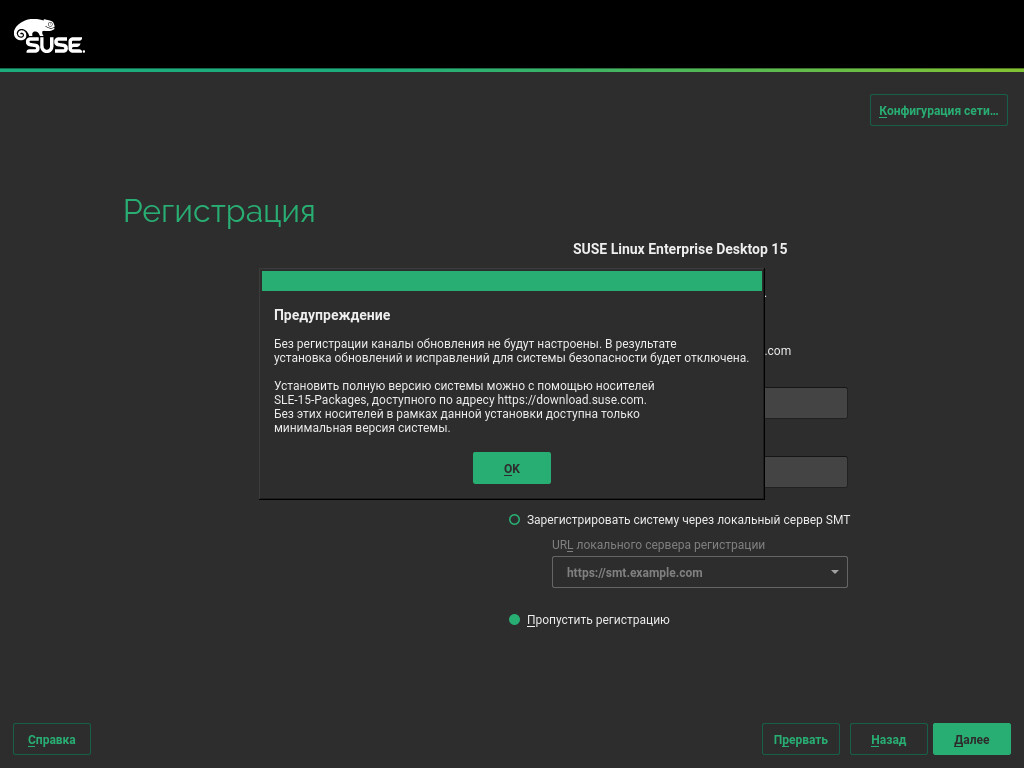 SUSE.
Конфигурация сети...
Регистрация
SUSE Linux Enterprise Desktop 15
.com
Предупреждение
Без регистрации каналы обновления не будут настроены. В результате
установка обновлений и исправлений для системы безопасности будет отключена.
Установить полную версию системы можно с помощью носителей
SLE-15-Packages, доступного по адресу https://download.suse.com.
Без этих носителей в рамках данной установки доступна только
минимальная версия системы.
OK
Зарегистрировать систему через локальный сервер SMT
URL локального сервера регистрации
https://smt.example.com
Пропустить регистрацию
Справка
Прервать
Назад
Далее